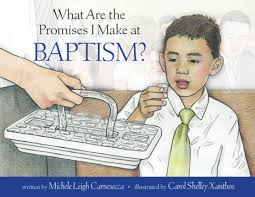 What Are the
Promises I Make at
BAPTISM?
written by Michele Leigh Carnesecca • illustrated by Carol Shelley Xanthos